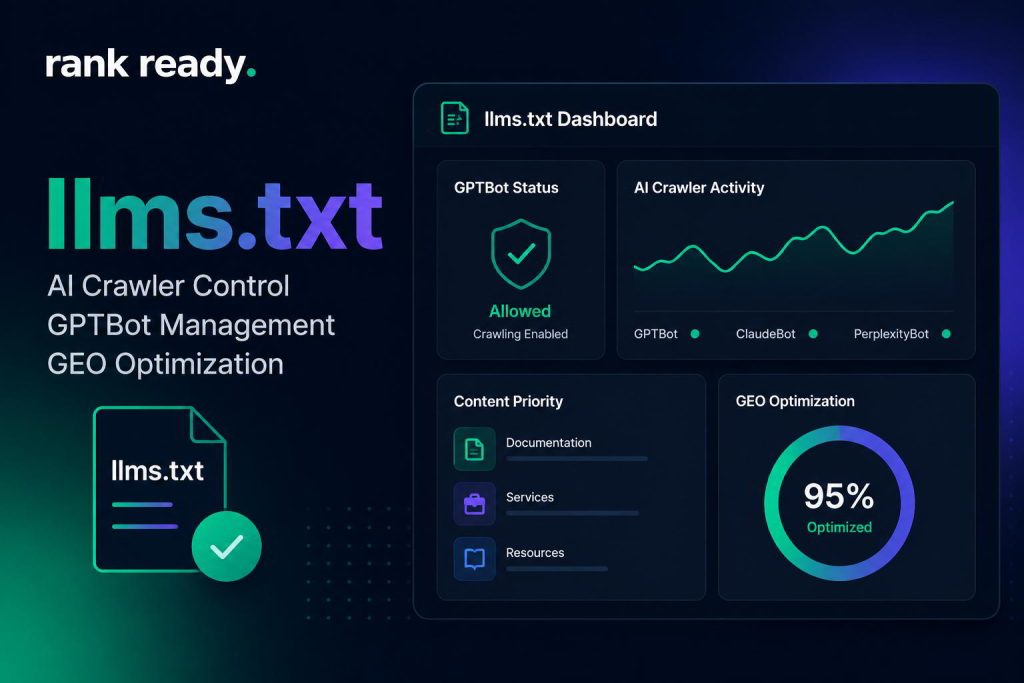 rank ready.
llms.txt
AI Crawler Control
GPTBot Management
GEO Optimization
llms.txt
llms.txt Dashboard
GPTBot Status
Allowed
Crawling Enabled
AI Crawler Activity
GPTBot
ClaudeBot
PerplexityBot
Content Priority
Documentation
Services
Resources
GEO Optimization
95%
Optimized